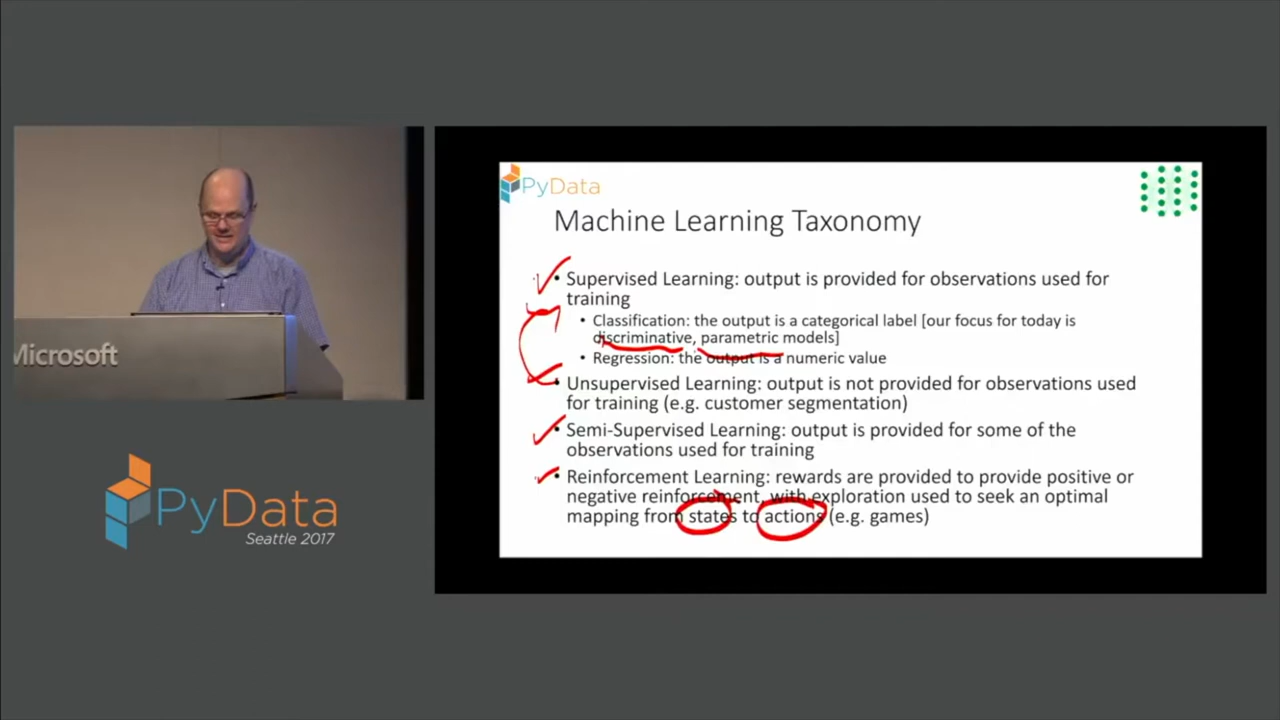 Microsoft
PyData
Seattle 2017
PyData
Machine Learning Taxonomy
• Supervised Learning: output is provided for observations used for
training
• Classification: the output is a categorical label [our focus for today is
discriminative, parametric models]
• Regression: the output is a numeric value
• Unsupervised Learning: output is not provided for observations used
for training (e.g. customer segmentation)
• Semi-Supervised Learning: output is provided for some of the
observations used for training
• Reinforcement Learning: rewards are provided to provide positive or
negative reinforcement, with exploration used to seek an optimal
mapping from states to actions (e.g. games)